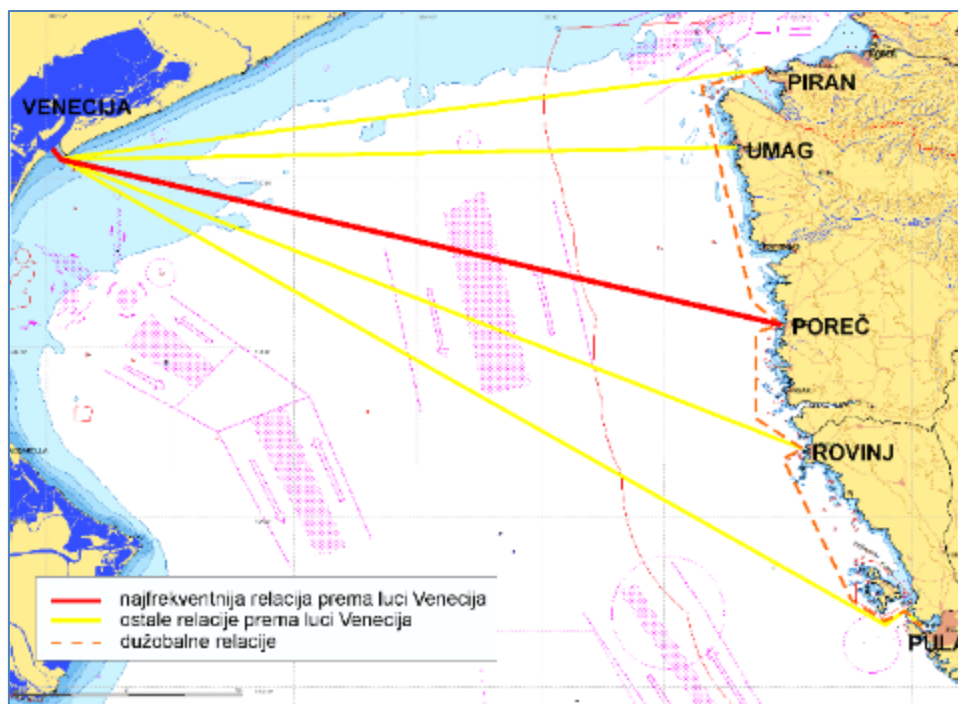 VENECIJA
PIRAN
UMAG
POREČ
ROVINJ
PULA
najfrekventnija relacija prema luci Venecija
ostale relacije prema luci Venecija
dužobalne relacije